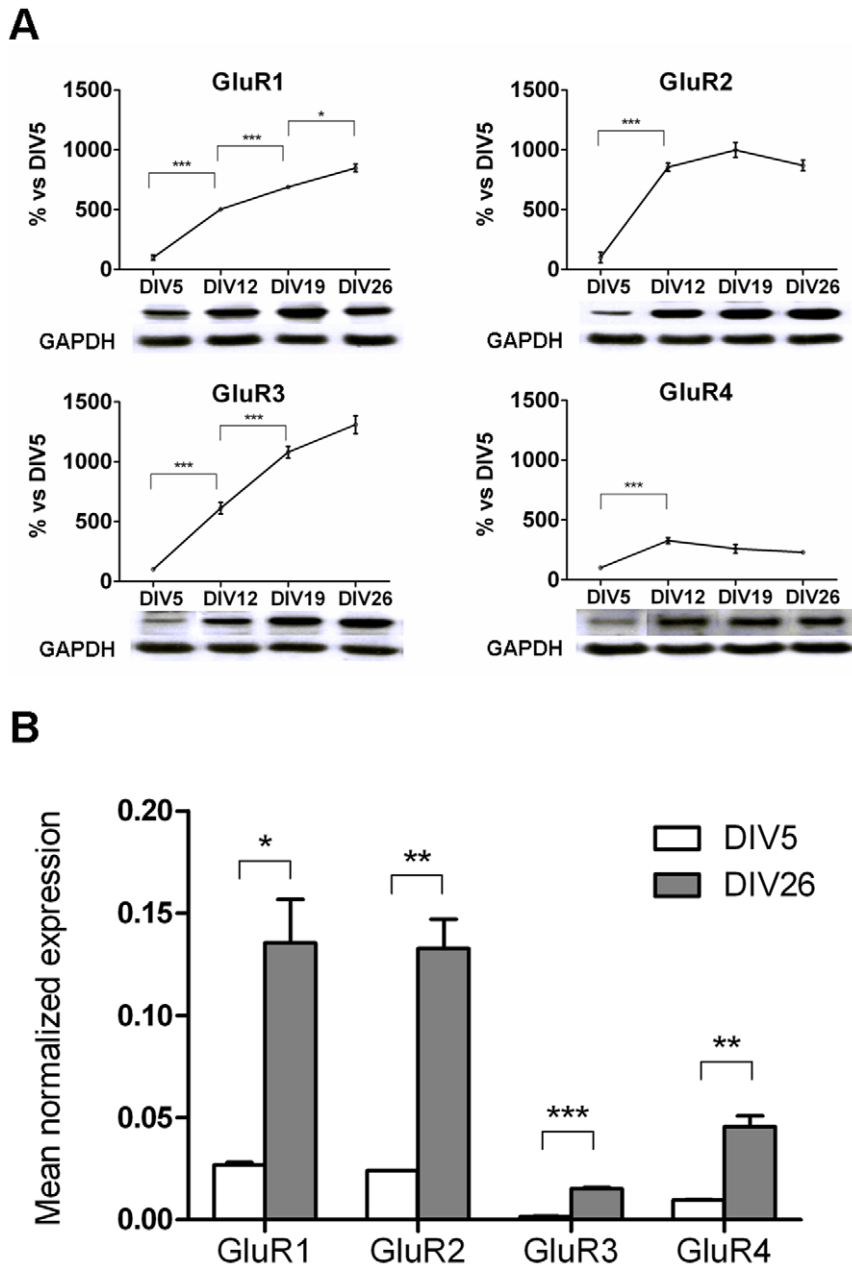 A
GluR1
1500
1000
500
0
% vs DIV5
***
***
*
DIV5 DIV12 DIV19 DIV26
GAPDH
GluR2
1500
1000
500
0
% vs DIV5
***
DIV5 DIV12 DIV19 DIV26
GAPDH
GluR3
1500
1000
500
0
% vs DIV5
***
***
DIV5 DIV12 DIV19 DIV26
GAPDH
GluR4
1500
1000
500
0
% vs DIV5
***
DIV5 DIV12 DIV19 DIV26
GAPDH
B
Mean normalized expression
0.20
0.15
0.10
0.05
0.00
*
**
***
**
DIV5
DIV26
GluR1 GluR2 GluR3 GluR4